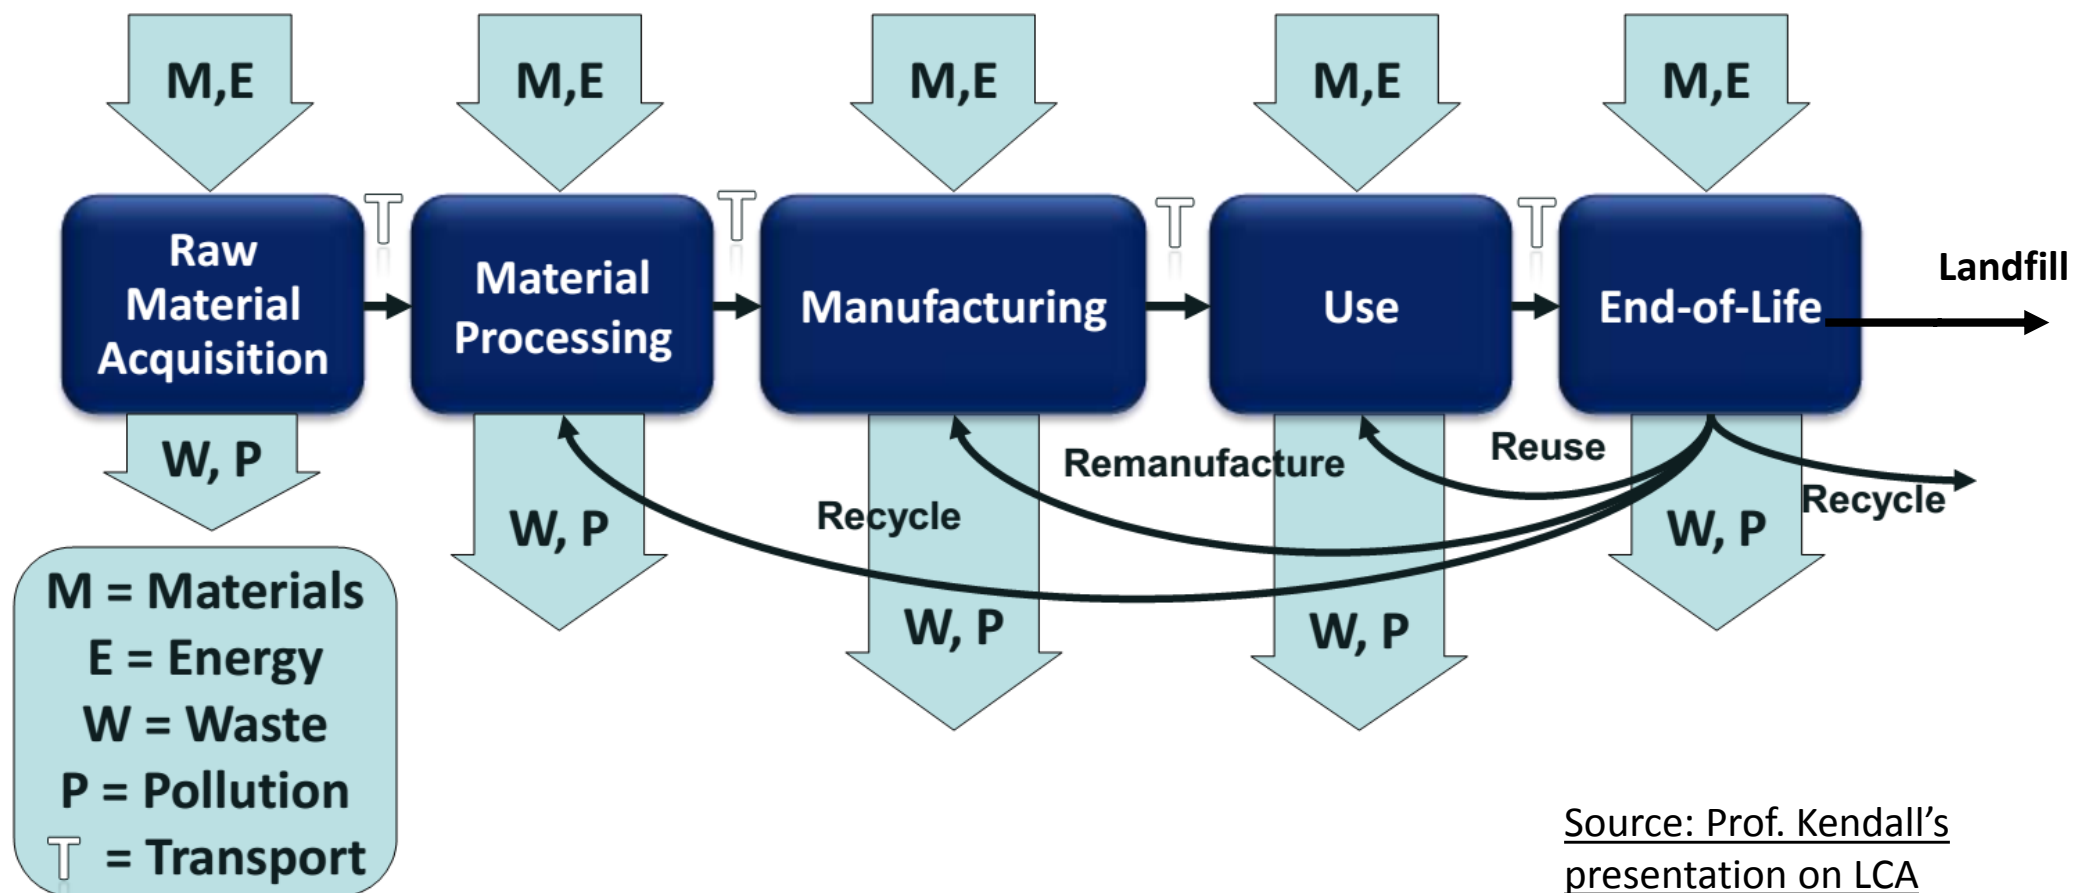 M,E
M,E
M,E
M,E
M,E
T
T
T
T
Raw
Material
Acquisition
Material
Processing
Manufacturing
Use
End-of-Life
Landfill
W, P
W, P
W, P
W, P
W, P
Recycle
Remanufacture
Reuse
Recycle
M = Materials
E = Energy
W = Waste
P = Pollution
T = Transport
Source: Prof. Kendall’s
presentation on LCA